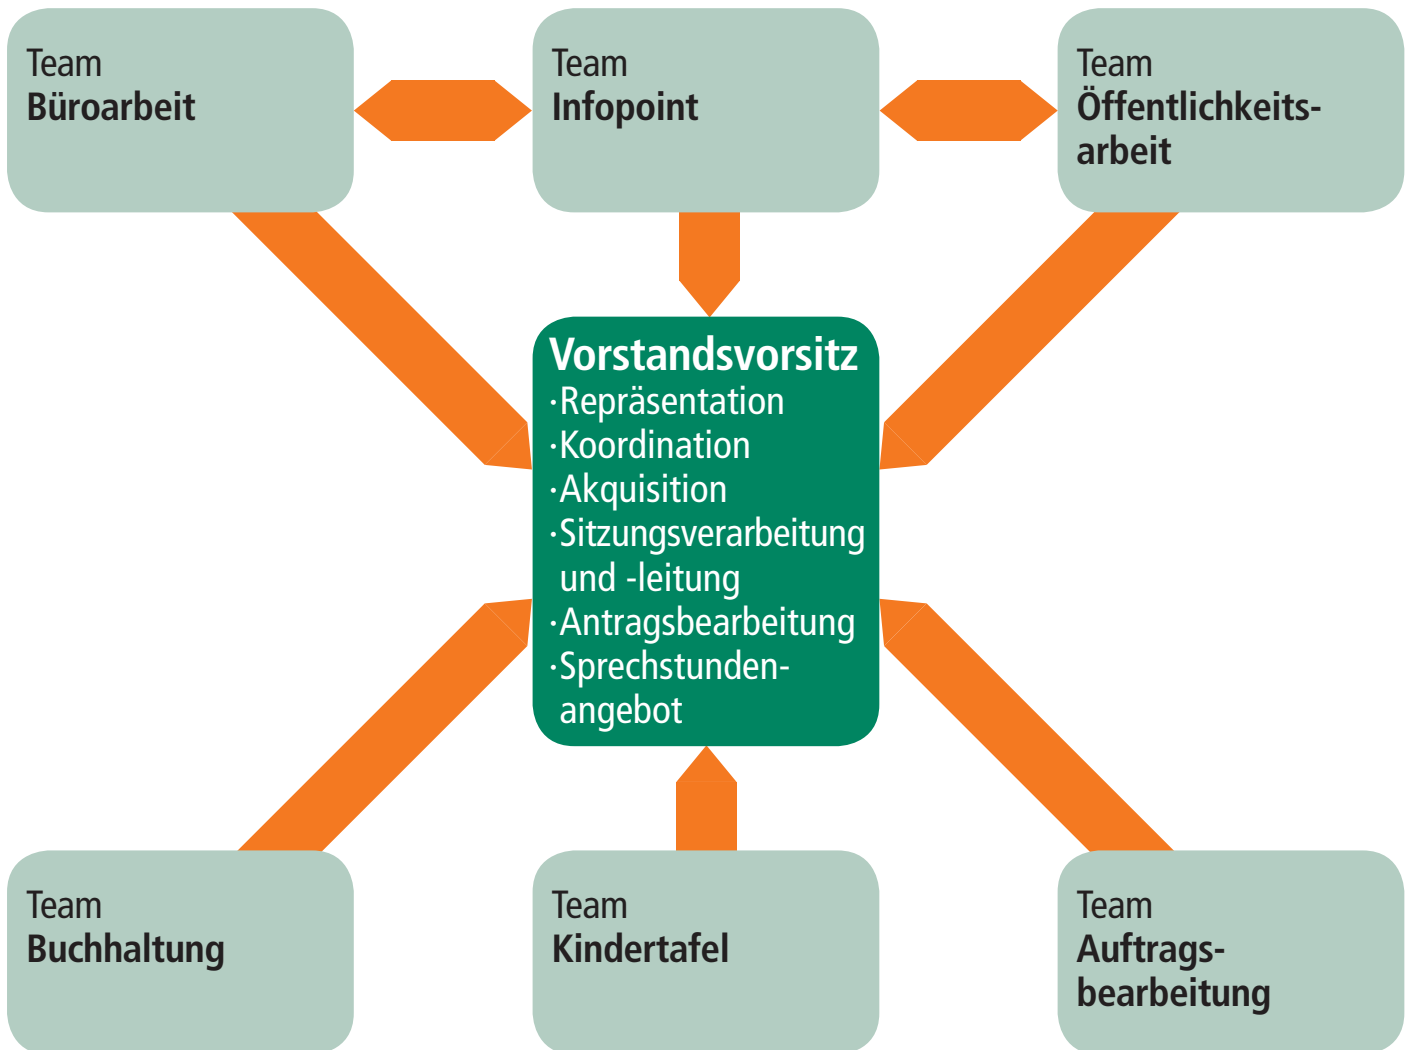 Team
Büroarbeit
Team
Infopoint
Team
Öffentlichkeits-
arbeit
Vorstandsvorsitz
·Repräsentation
·Koordination
·Akquisition
·Sitzungsverarbeitung
und -leitung
·Antragsbearbeitung
·Sprechstunden-
angebot
Team
Buchhaltung
Team
Kindertafel
Team
Auftrags-
bearbeitung